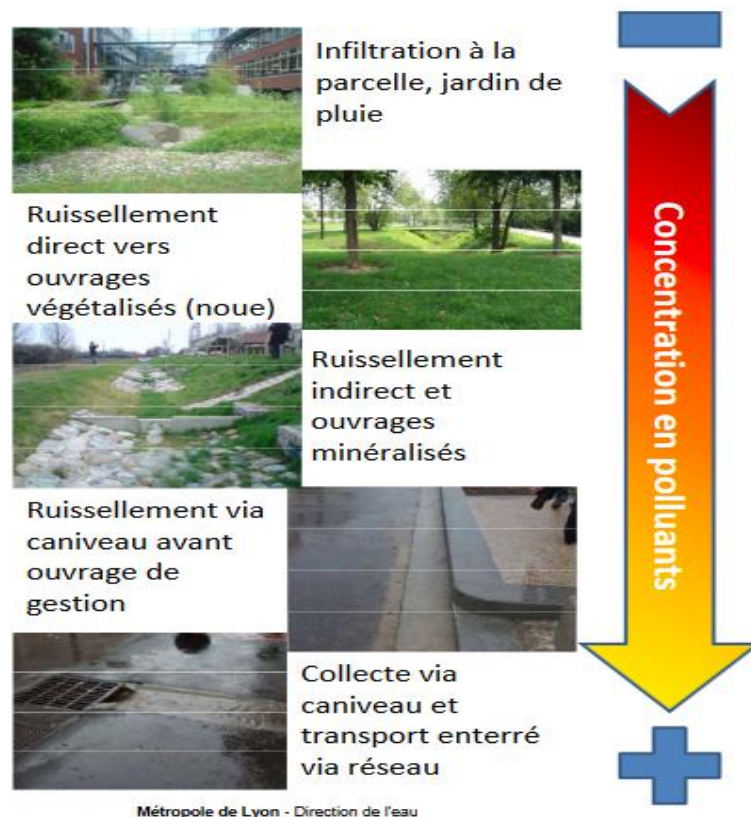 Infiltration à la
parcelle, jardin de
pluie
Ruissellement
direct vers
ouvrages
végétalisés (noue)
Ruissellement
indirect et
ouvrages
minéralisés
Ruissellement via
caniveau avant
ouvrage de
gestion
Collecte via
caniveau et
transport enterré
via réseau
Concentration en polluants
Métropole de Lyon - Direction de l'eau